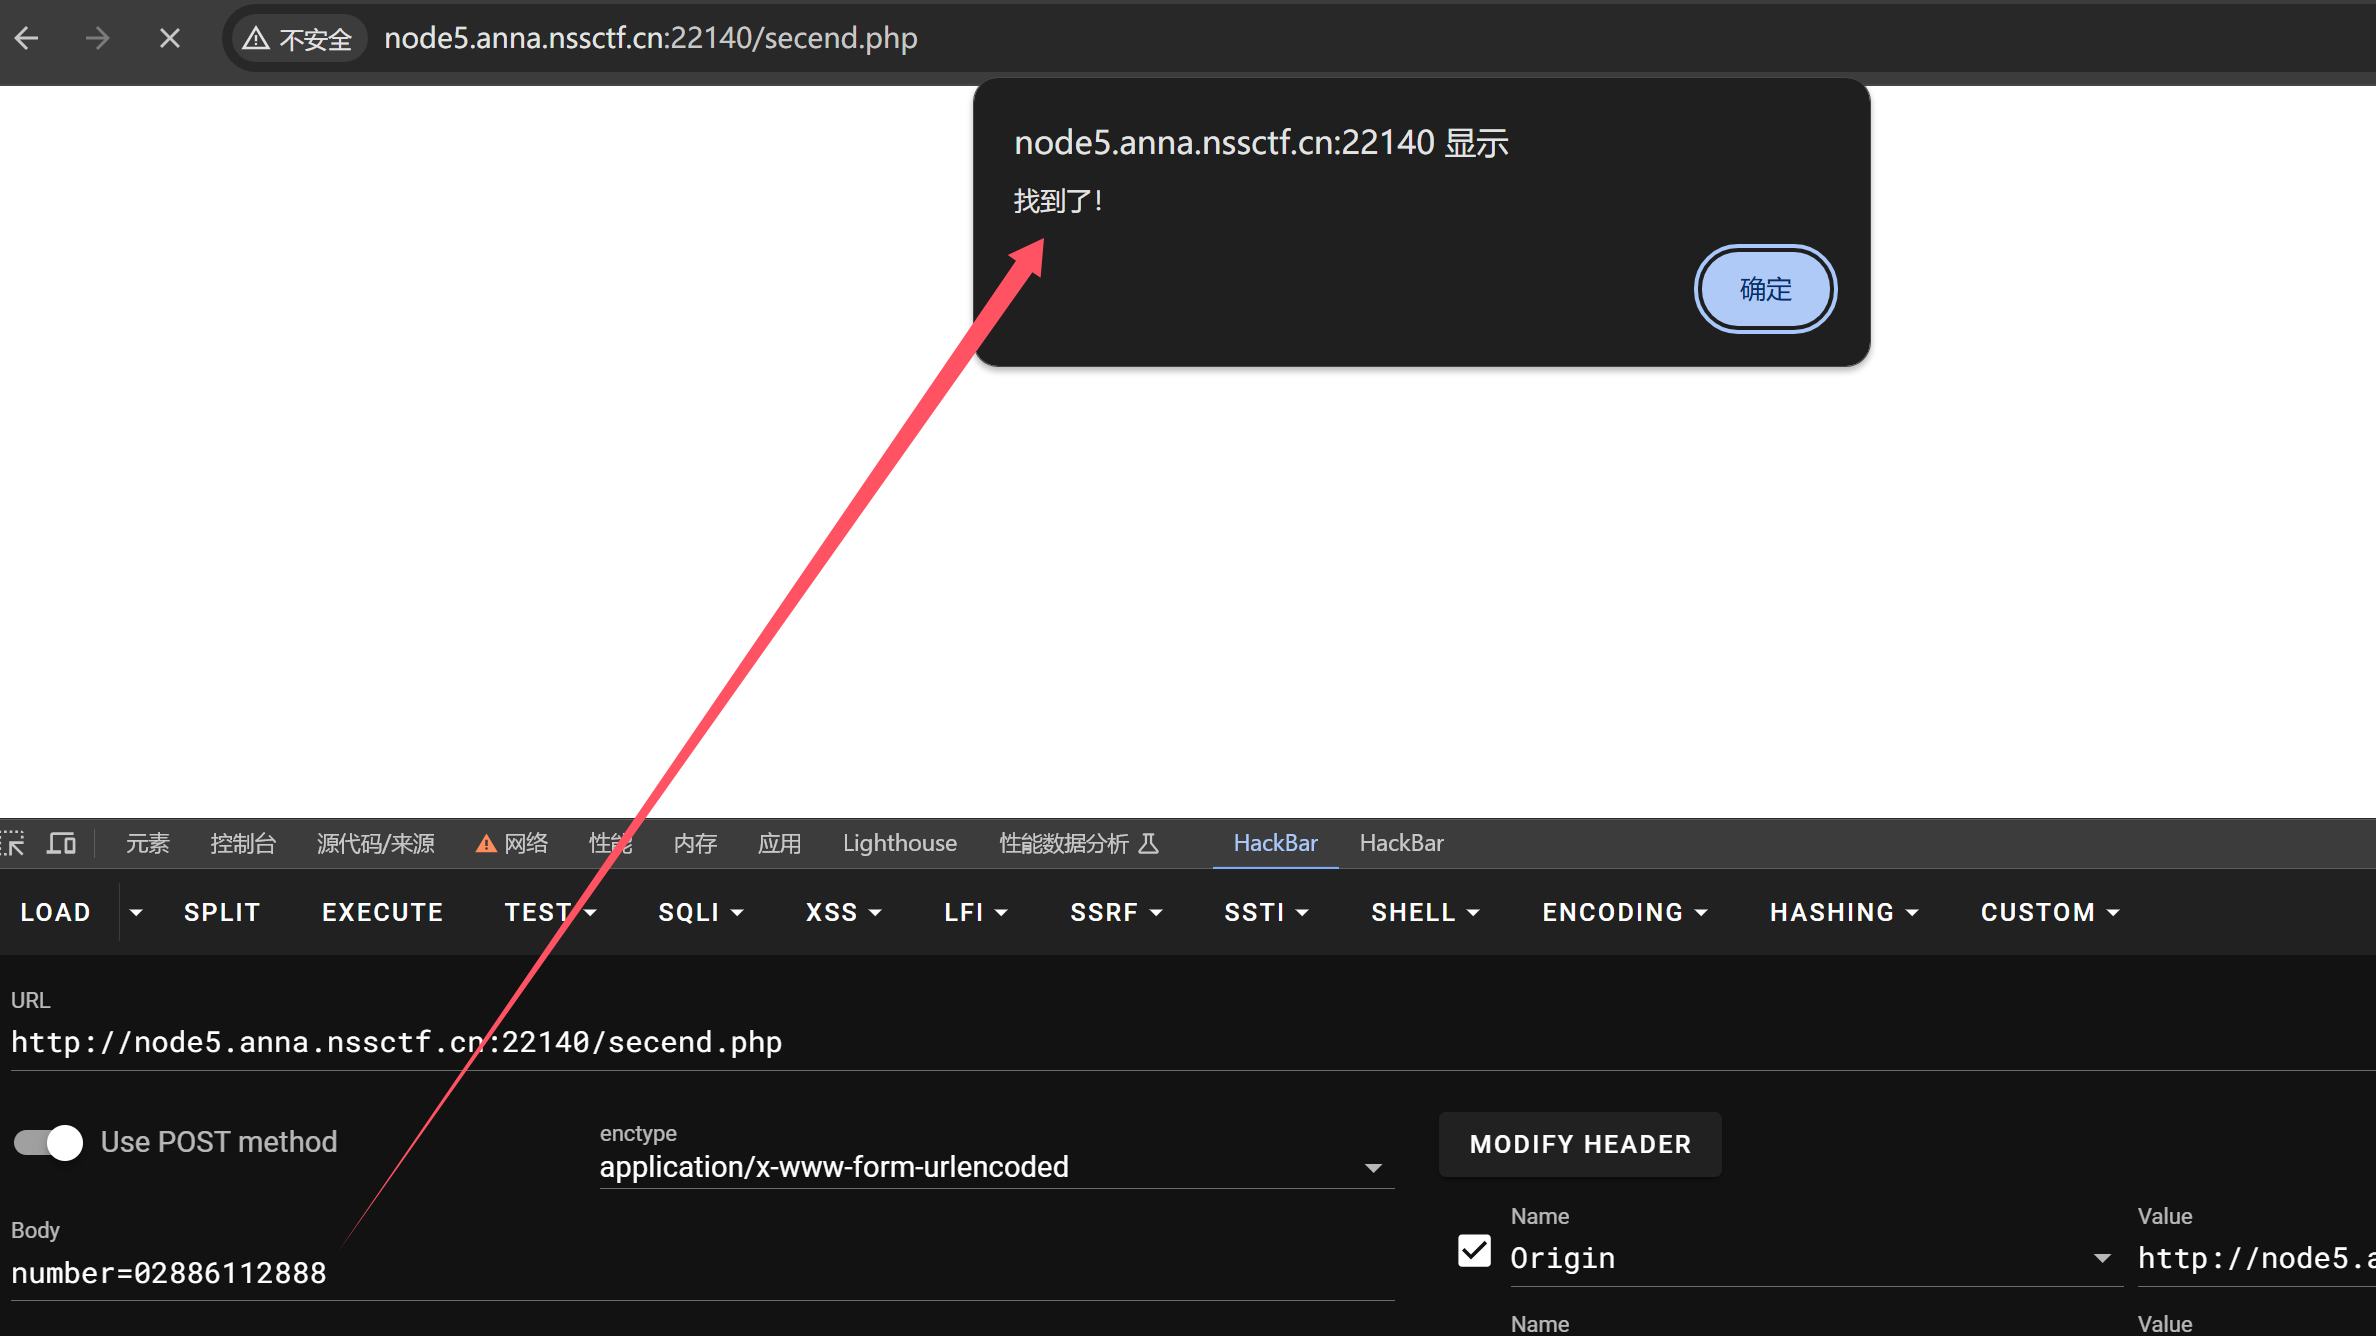 不安全 node5.anna.nssctf.cn:22140/secend.php
node5.anna.nssctf.cn:22140 显示
找到了！
确定
元素 控制台 源代码/来源 网络 性能 内存 应用 Lighthouse 性能数据分析 HackBar HackBar
LOAD SPLIT EXECUTE TEST SQLI XSS LFI SSRF SSTI SHELL ENCODING HASHING CUSTOM
URL
http://node5.anna.nssctf.cn:22140/secend.php
Use POST method
enctype
application/x-www-form-urlencoded
MODIFY HEADER
Body
number=02886112888
Name Value
Origin http://node5.a
Name Value